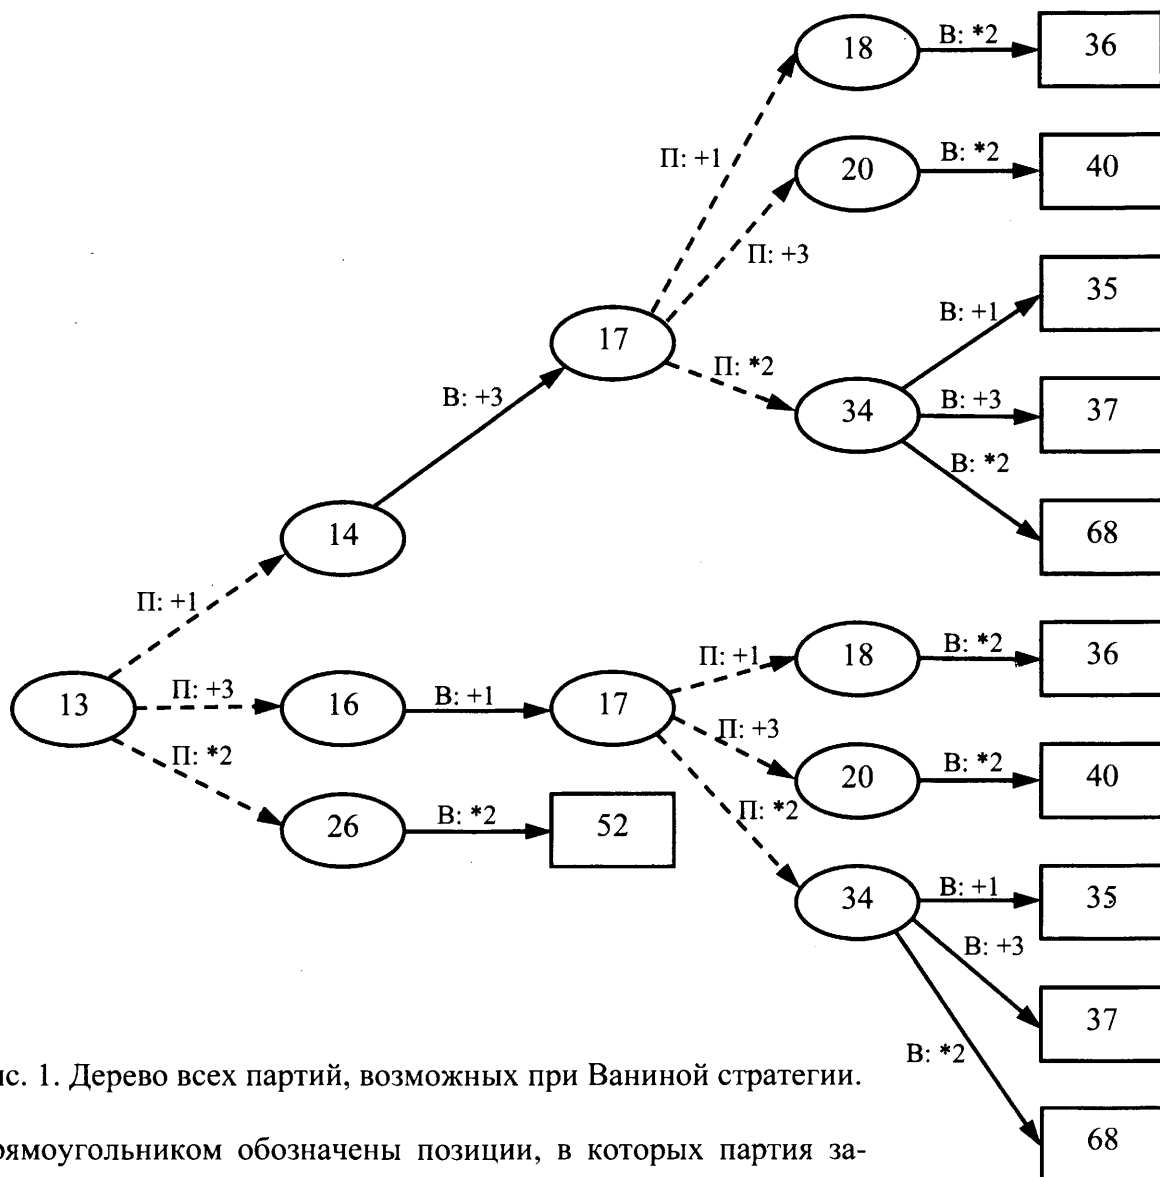 18
В: *2
36
П: +1
20
В: *2
40
П: +3
17
В: +1
35
П: *2
34
В: +3
37
В: +3
В: *2
14
68
П: +1
13
П: +3
16
В: +1
17
П: +1
18
В: *2
36
П: +3
20
В: *2
40
П: *2
26
В: *2
52
П: *2
34
В: +1
35
В: +3
37
В: *2
68
ис. 1. Дерево всех партий, возможных при Ваниной стратегии.
рямоугольником обозначены позиции, в которых партия за-